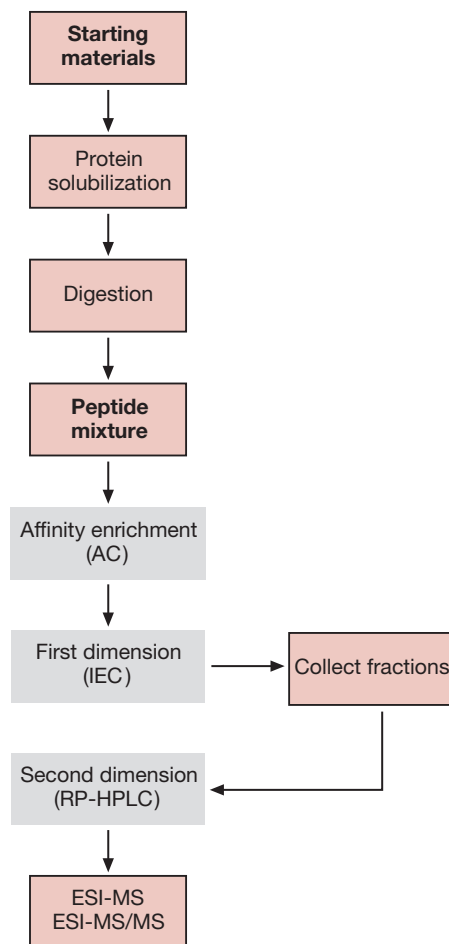 Starting
materials
Protein
solubilization
Digestion
Peptide
mixture
Affinity enrichment
(AC)
First dimension
(IEC)
Collect fractions
Second dimension
(RP-HPLC)
ESI-MS
ESI-MS/MS